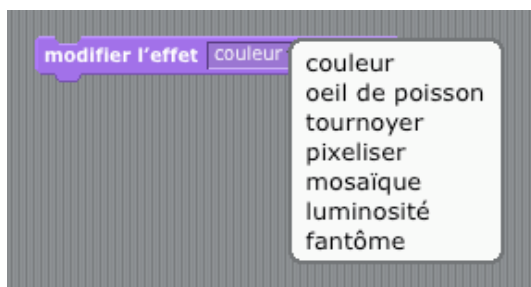 modifier l'effet couleur
couleur
oeil de poisson
tournoyer
pixeliser
mosaïque
luminosité
fantôme